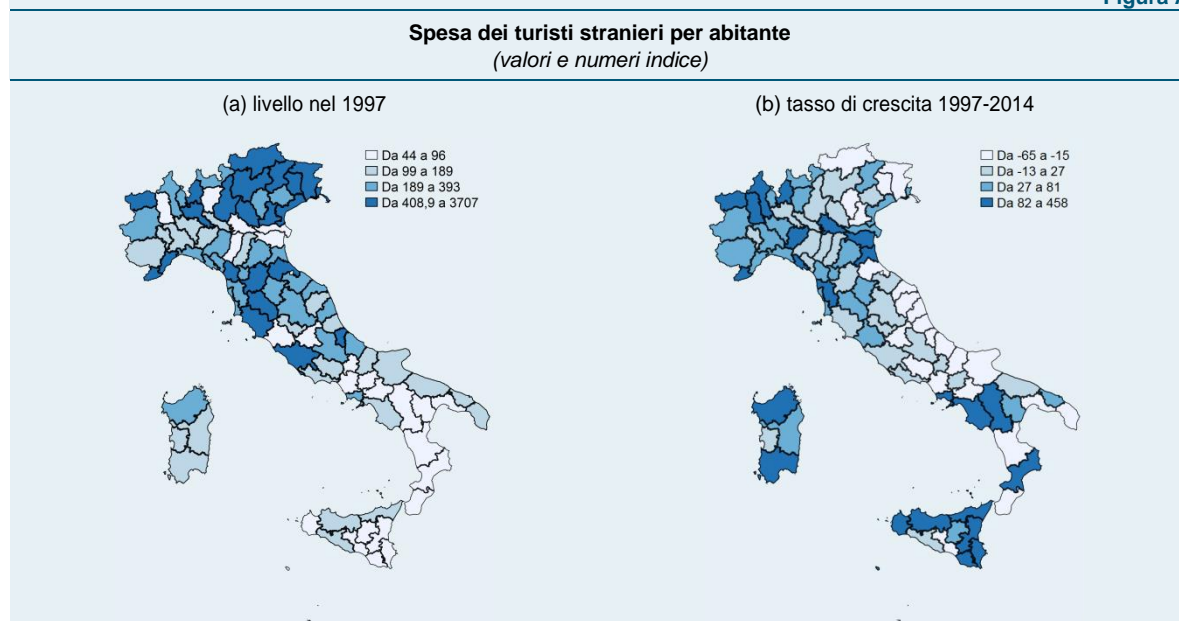 Figura A
Spesa dei turisti stranieri per abitante
(valori e numeri indice)
(a) livello nel 1997
Da 44 a 96
Da 99 a 189
Da 189 a 393
Da 408,9 a 3707
(b) tasso di crescita 1997-2014
Da -65 a -15
Da -13 a 27
Da 27 a 81
Da 82 a 458